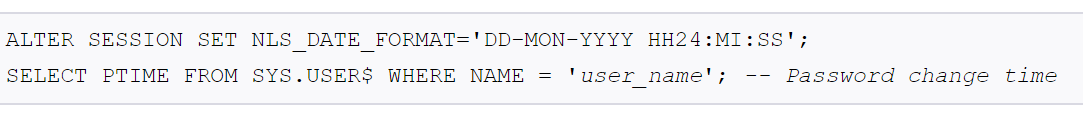 ALTER SESSION SET NLS_DATE_FORMAT='DD-MON-YYYY HH24:MI:SS';
SELECT PTIME FROM SYS.USER$ WHERE NAME = 'user_name'; -- Password change time